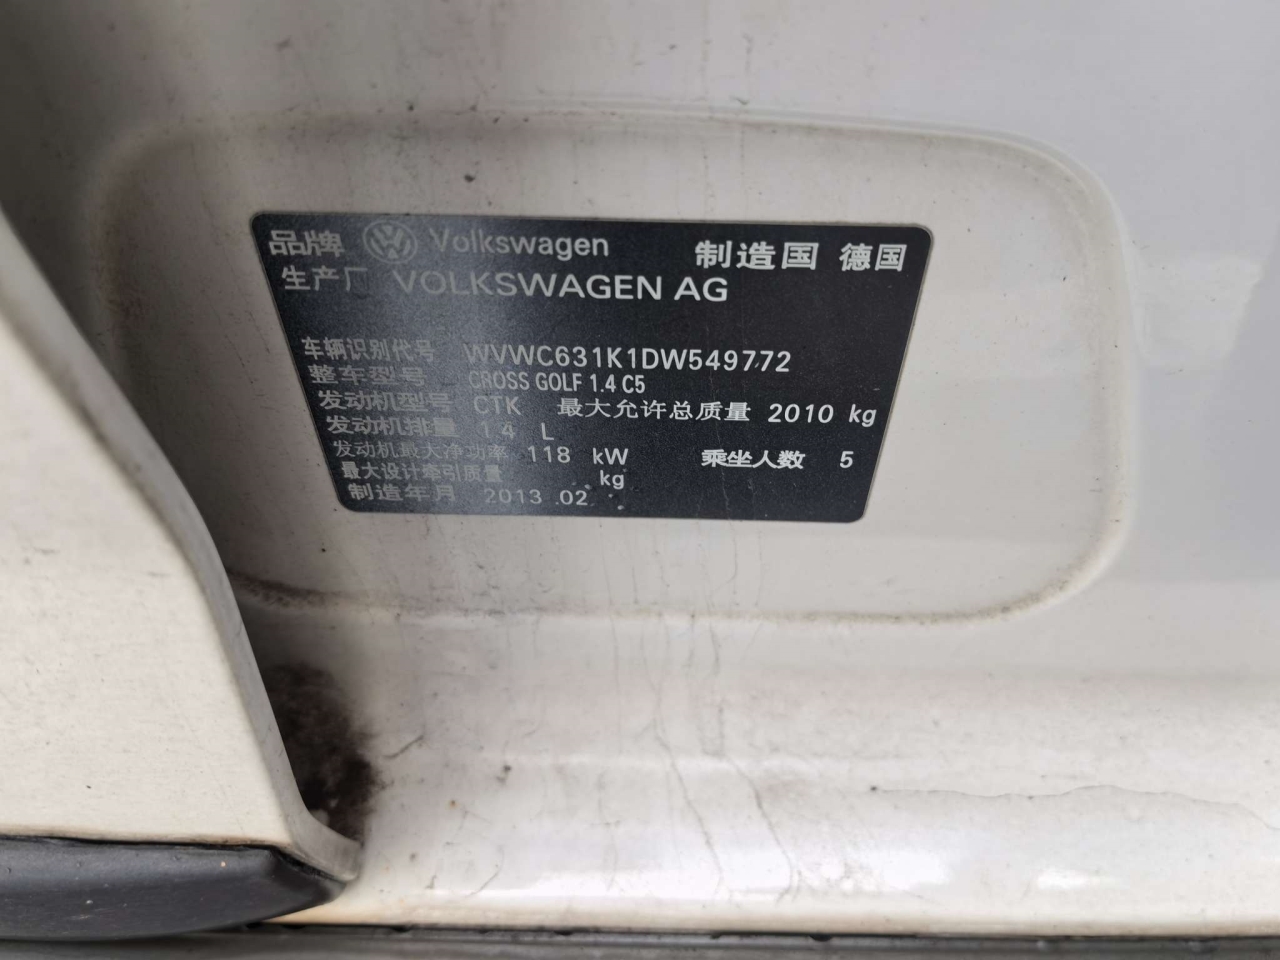 品牌 Volkswagen 制造国 德国
生产厂 VOLKSWAGEN AG
车辆识别代号 WVWC631K1DW549772
整车型号 CROSS GOLF 1.4 C5
发动机型号 CTK 最大允许总质量 2010 kg
发动机排量 1.4 L
发动机最大净功率 118 kW 乘坐人数 5
最大设计牵引质量 kg
制造年月 2013.02